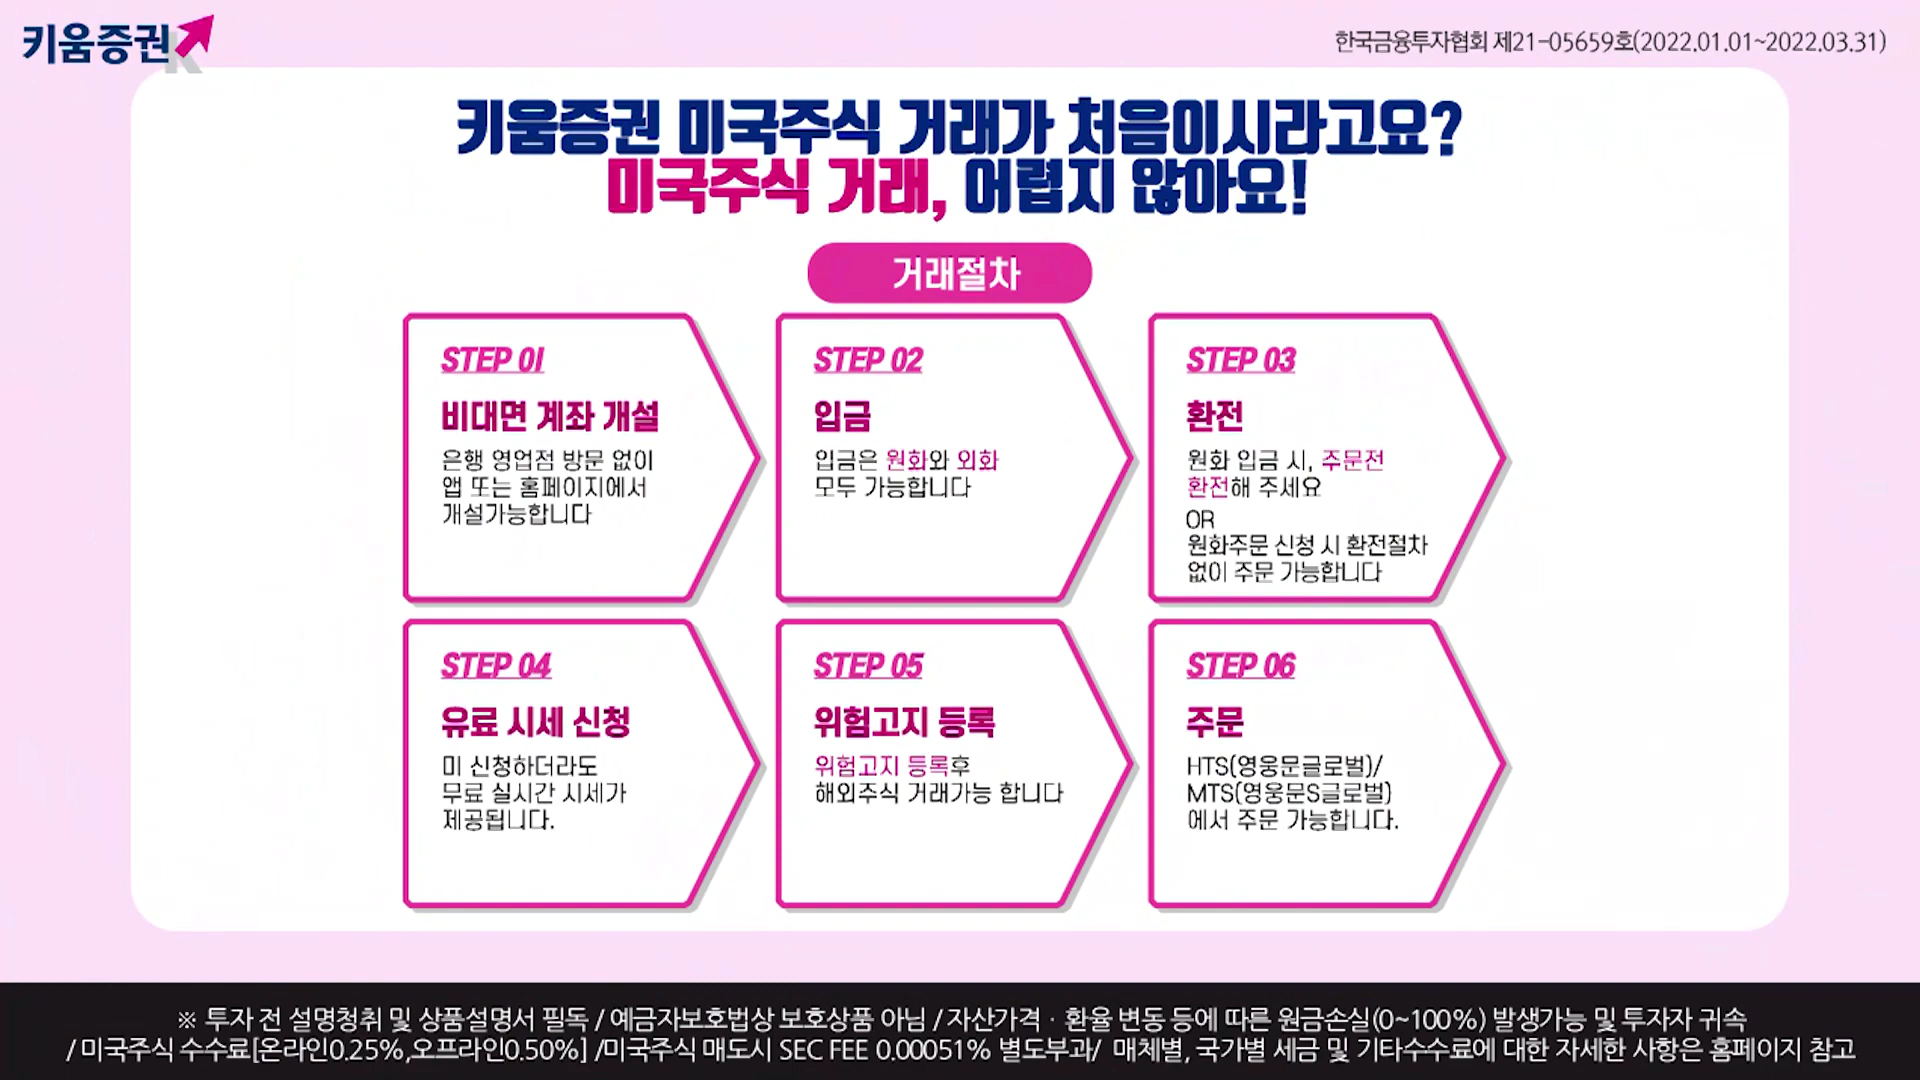 키움증권
한국금융투자협회 제21-05659호(2022.01.01~2022.03.31)
키움증권 미국주식 거래가 처음이시라고요?
미국주식 거래, 어렵지 않아요!
거래절차
STEP 01
비대면 계좌 개설
은행 영업점 방문 없이
앱 또는 홈페이지에서
개설가능합니다
STEP 02
입금
입금은 원화와 외화
모두 가능합니다
STEP 03
환전
원화 입금 시, 주문전
환전해 주세요
OR
원화주문 신청 시 환전절차
없이 주문 가능합니다
STEP 04
유료 시세 신청
미 신청하더라도
무료 실시간 시세가
제공됩니다.
STEP 05
위험고지 등록
위험고지 등록후
해외주식 거래가능 합니다
STEP 06
주문
HTS(영웅문글로벌)/
MTS(영웅문S글로벌)
에서 주문 가능합니다.
※ 투자 전 설명청취 및 상품설명서 필독 / 예금자보호법상 보호상품 아님 / 자산가격 · 환율 변동 등에 따른 원금손실(0~100%) 발생가능 및 투자자 귀속
/ 미국주식 수수료[온라인0.25%,오프라인0.50%] /미국주식 매도시 SEC FEE 0.00051% 별도부과/ 매체별, 국가별 세금 및 기타수수료에 대한 자세한 사항은 홈페이지 참고